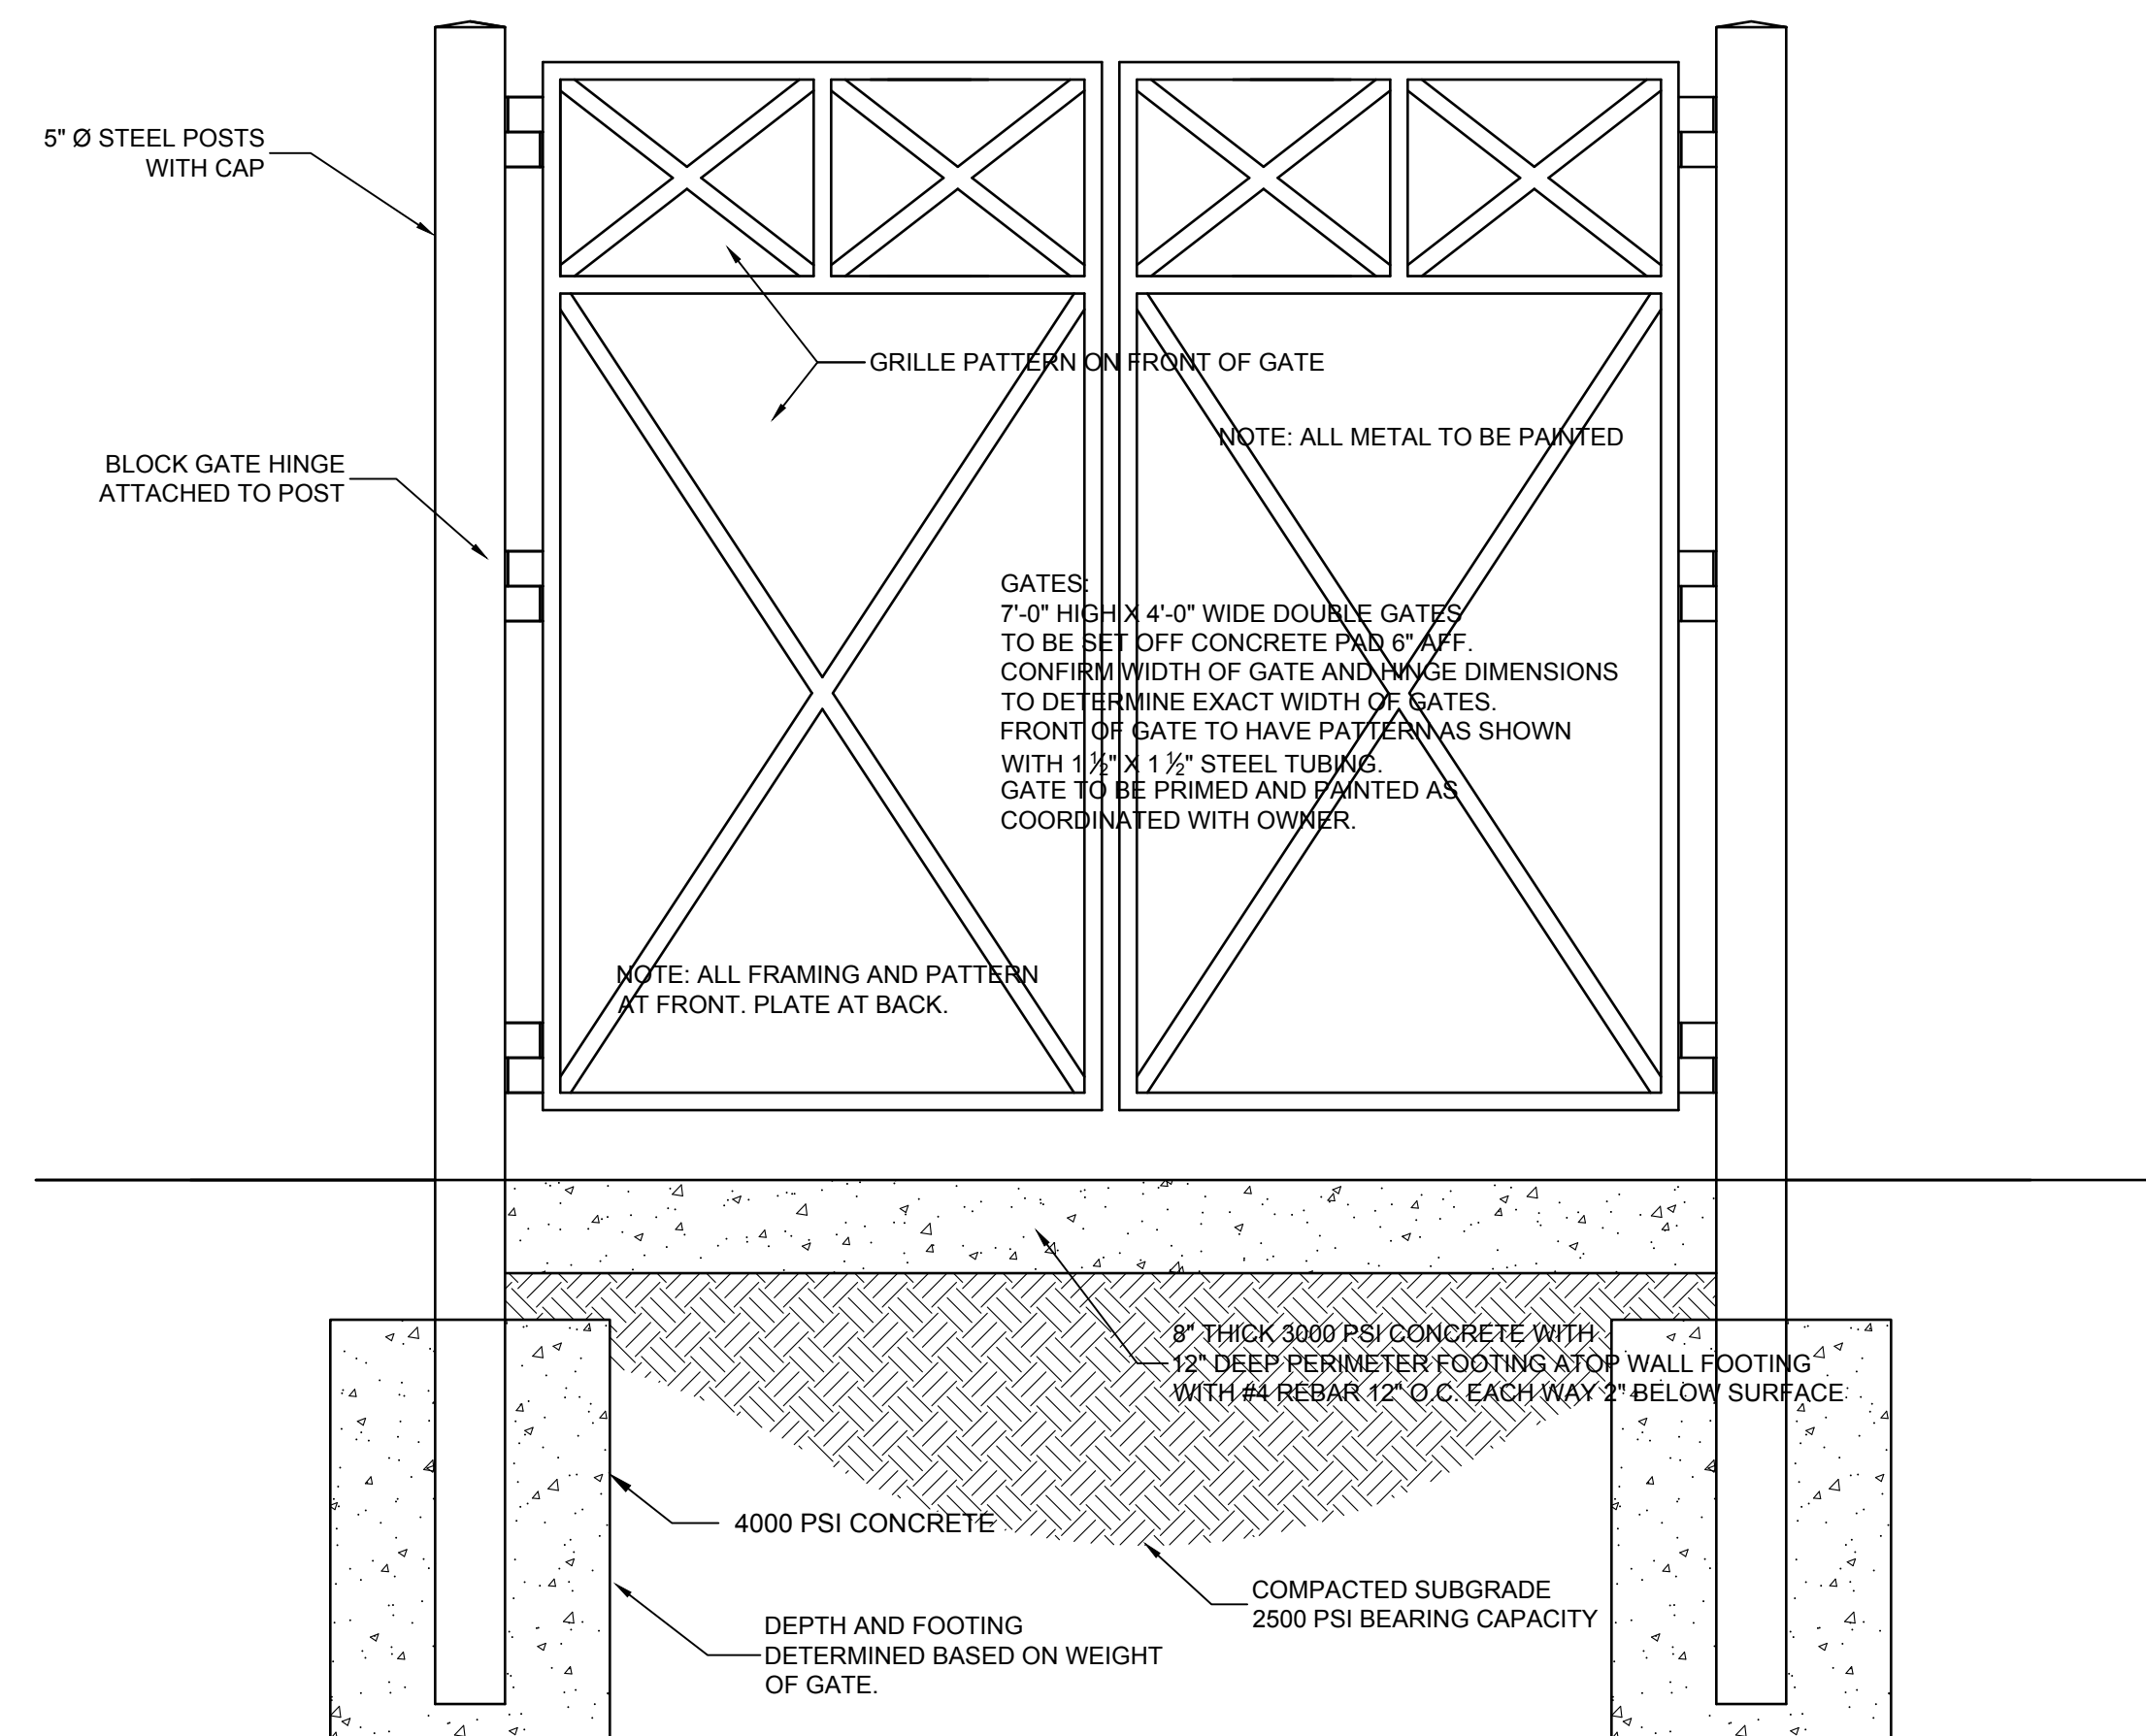 5" Ø STEEL POSTS
WITH CAP
GRILLE PATTERN ON FRONT OF GATE
NOTE: ALL METAL TO BE PAINTED
BLOCK GATE HINGE
ATTACHED TO POST
GATES:
7'-0" HIGH X 4'-0" WIDE DOUBLE GATES
TO BE SET OFF CONCRETE PAD 6" AFF.
CONFIRM WIDTH OF GATE AND HINGE DIMENSIONS
TO DETERMINE EXACT WIDTH OF GATES.
FRONT OF GATE TO HAVE PATTERN AS SHOWN
WITH 1 ½" X 1 ½" STEEL TUBING.
GATE TO BE PRIMED AND PAINTED AS
COORDINATED WITH OWNER.
NOTE: ALL FRAMING AND PATTERN
AT FRONT. PLATE AT BACK.
8" THICK 3000 PSI CONCRETE WITH
12" DEEP PERIMETER FOOTING ATOP WALL FOOTING
WITH #4 REBAR 12" O.C. EACH WAY 2" BELOW SURFACE
4000 PSI CONCRETE
COMPACTED SUBGRADE
2500 PSI BEARING CAPACITY
DEPTH AND FOOTING
DETERMINED BASED ON WEIGHT
OF GATE.